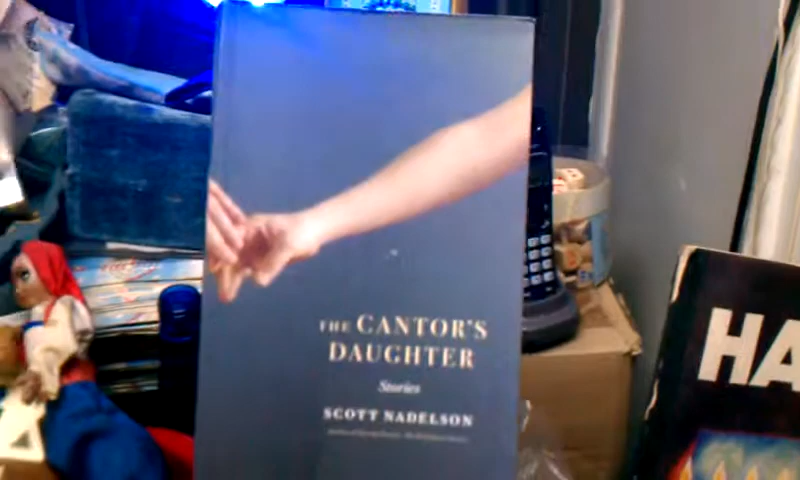 THE CANTOR'S
DAUGHTER
Stories
SCOTT NADELSON
HA